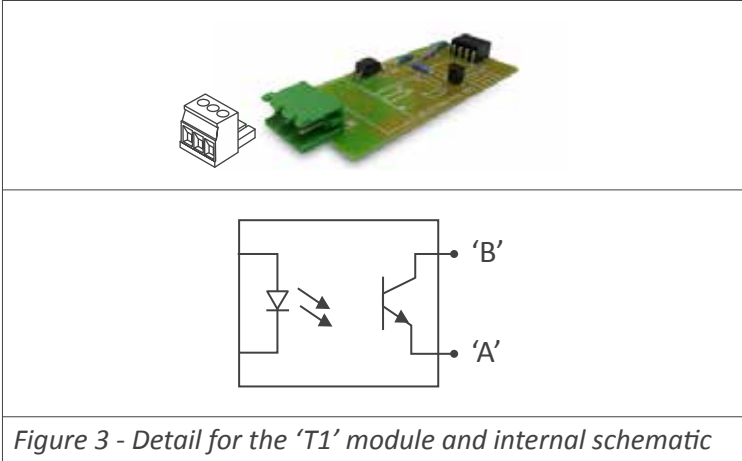 ‘B’
‘A’
Figure 3 - Detail for the ‘T1’ module and internal schematic